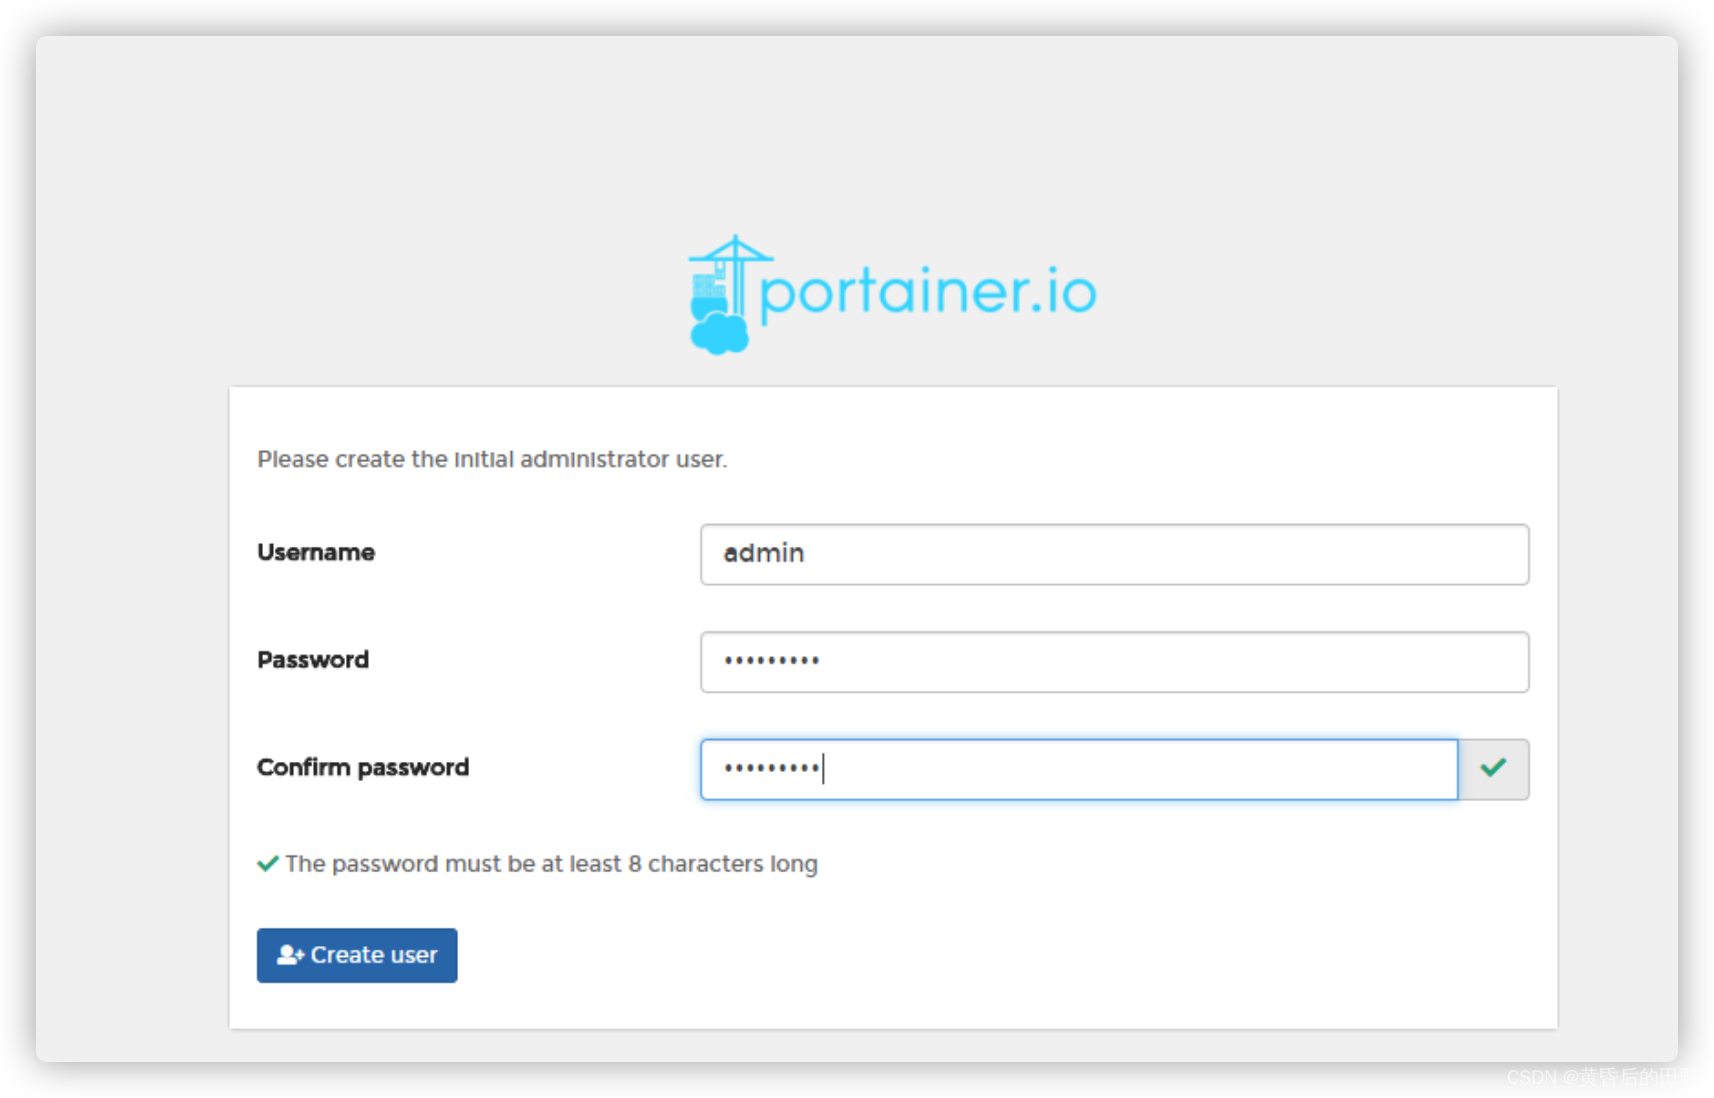 portainer.io
Please create the initial administrator user.
Username
admin
Password
•••••••••
Confirm password
•••••••••
The password must be at least 8 characters long
Create user
CSDN @黄昏后的田